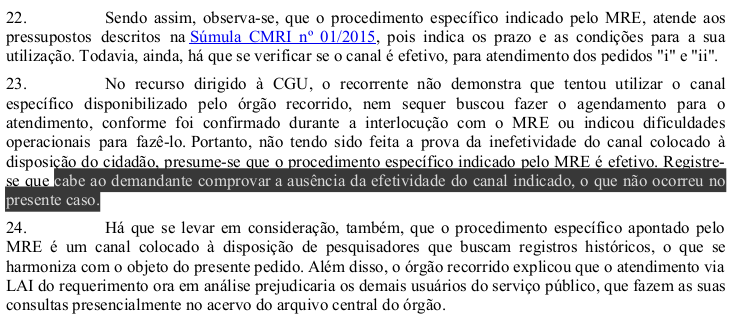 22. Sendo assim, observa-se, que o procedimento específico indicado pelo MRE, atende aos
pressupostos descritos na Súmula CMRI nº 01/2015, pois indica os prazo e as condições para a sua
utilização. Todavia, ainda, há que se verificar se o canal é efetivo, para atendimento dos pedidos "i" e "ii".
23. No recurso dirigido à CGU, o recorrente não demonstra que tentou utilizar o canal
específico disponibilizado pelo órgão recorrido, nem sequer buscou fazer o agendamento para o
atendimento, conforme foi confirmado durante a interlocução com o MRE ou indicou dificuldades
operacionais para fazê-lo. Portanto, não tendo sido feita a prova da inefetividade do canal colocado à
disposição do cidadão, presume-se que o procedimento específico indicado pelo MRE é efetivo. Registre-
se que cabe ao demandante comprovar a ausência da efetividade do canal indicado, o que não ocorreu no
presente caso.
24. Há que se levar em consideração, também, que o procedimento específico apontado pelo
MRE é um canal colocado à disposição de pesquisadores que buscam registros históricos, o que se
harmoniza com o objeto do presente pedido. Além disso, o órgão recorrido explicou que o atendimento via
LAI do requerimento ora em análise prejudicaria os demais usuários do serviço público, que fazem as suas
consultas presencialmente no acervo do arquivo central do órgão.